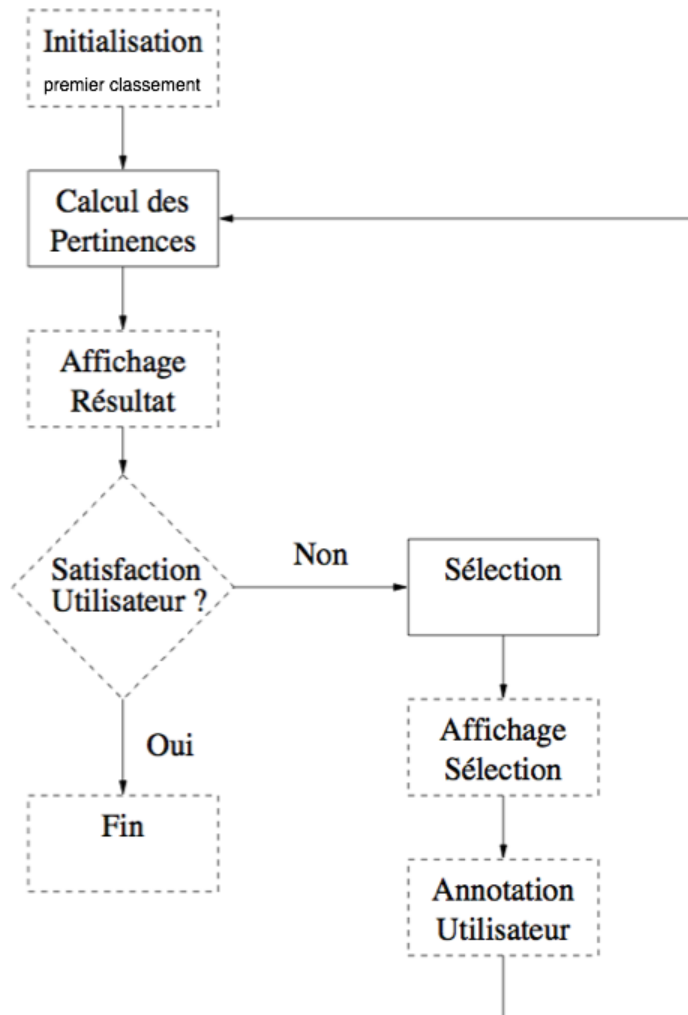 Initialisation
premier classement
Calcul des
Pertinences
Affichage
Résultat
Satisfaction
Utilisateur ?
Non
Oui
Fin
Sélection
Affichage
Sélection
Annotation
Utilisateur